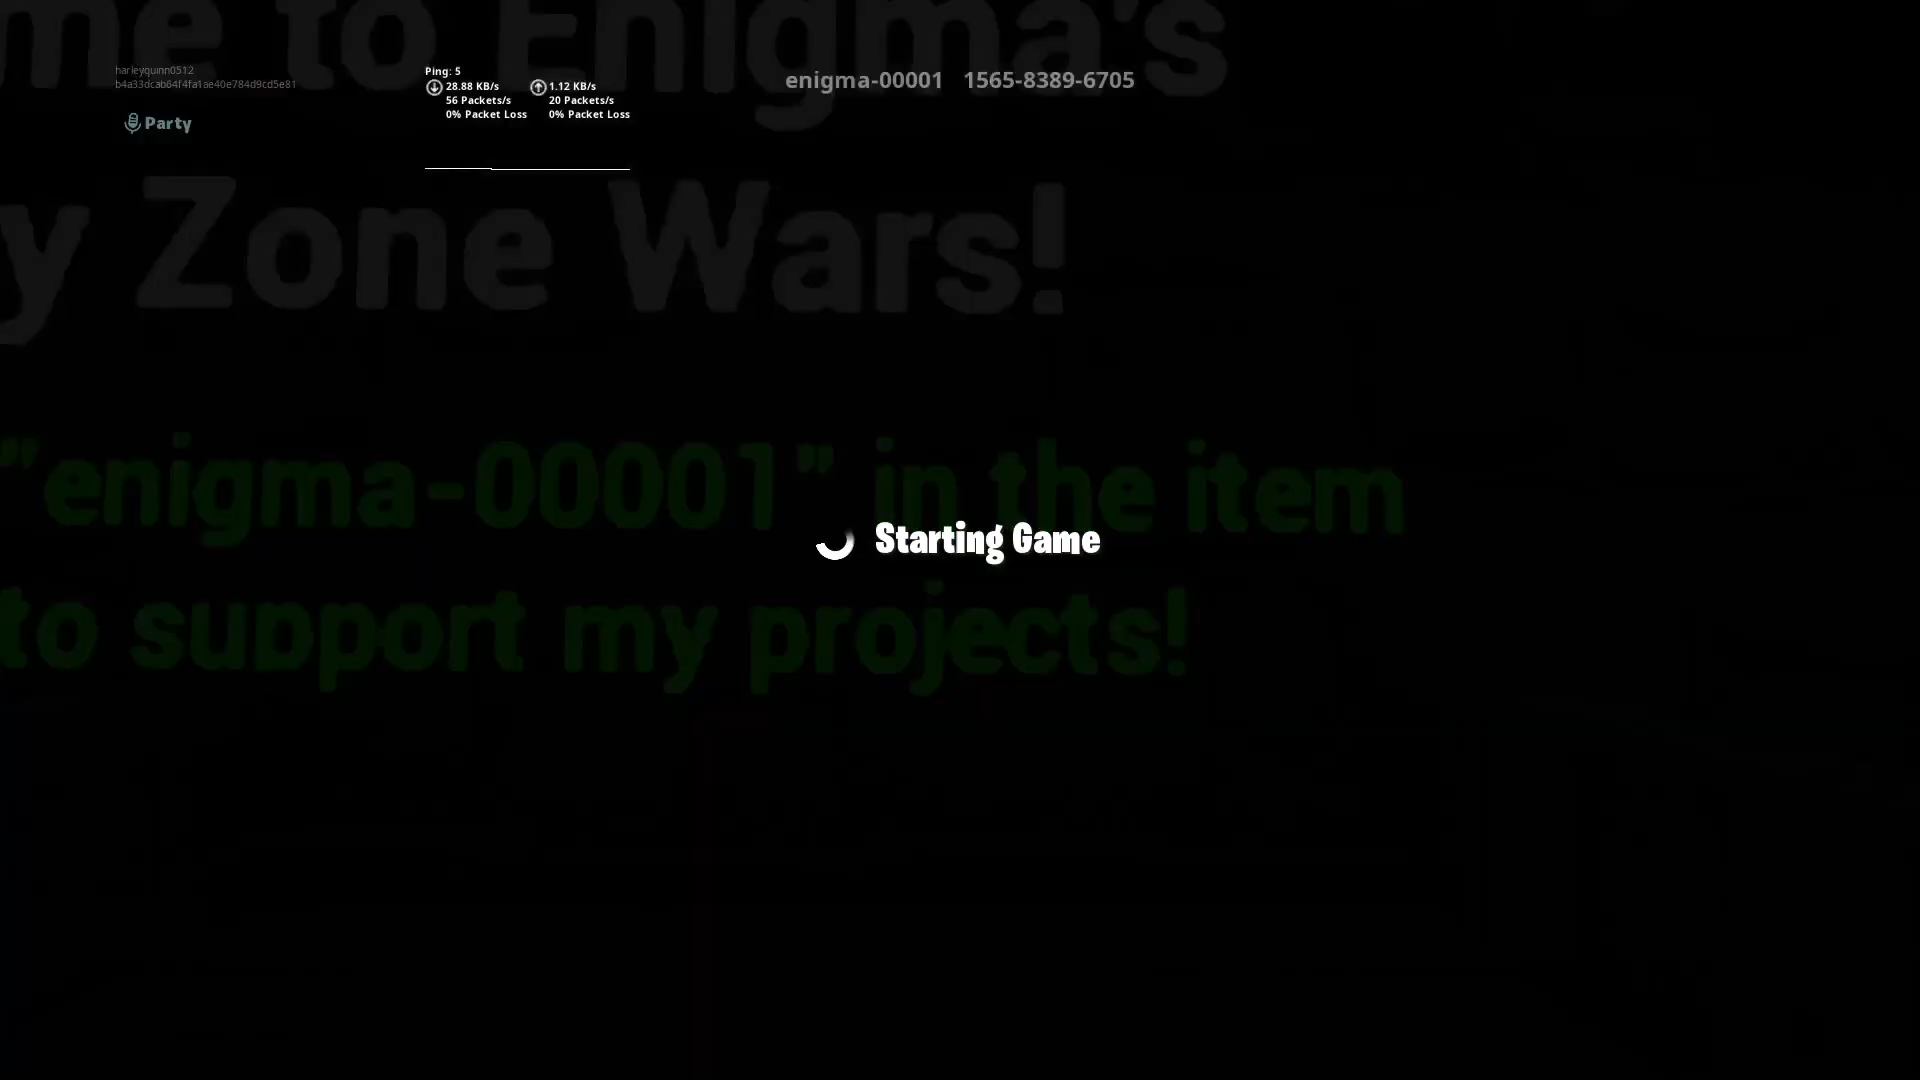 me to Enigma's
harleyquinn0512
b4a33dcab64f4fa1ae40e784d9cd5e81
Party
Ping: 5
28.88 KB/s 1.12 KB/s
56 Packets/s 20 Packets/s
0% Packet Loss 0% Packet Loss
enigma-00001 1565-8389-6705
y Zone Wars!
"enigma-00001" in the item
Starting Game
to support my projects!